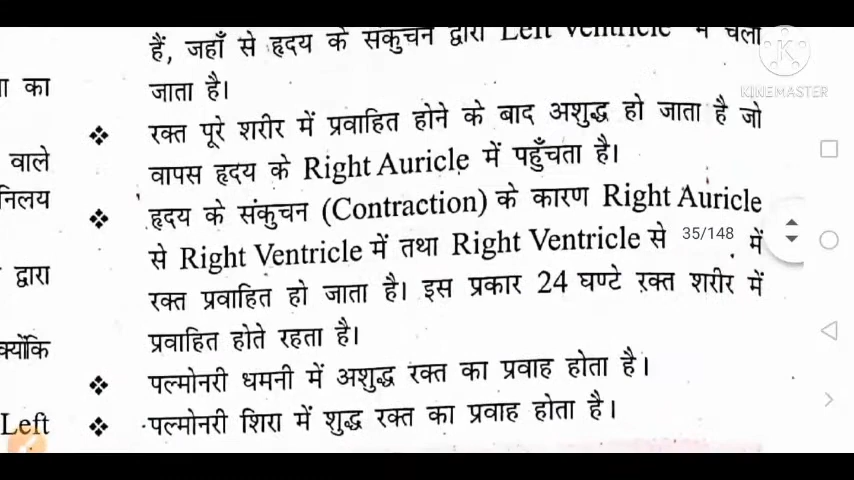 हैं, जहाँ से हृदय के संकुचन द्वारा Left Ventricle में चला
जाता है।
❖ रक्त पूरे शरीर में प्रवाहित होने के बाद अशुद्ध हो जाता है जो
वापस हृदय के Right Auricle में पहुँचता है।
❖ हृदय के संकुचन (Contraction) के कारण Right Auricle
से Right Ventricle में तथा Right Ventricle से में
रक्त प्रवाहित हो जाता है। इस प्रकार 24 घण्टे रक्त शरीर में
प्रवाहित होते रहता है।
❖ पल्मोनरी धमनी में अशुद्ध रक्त का प्रवाह होता है।
❖ पल्मोनरी शिरा में शुद्ध रक्त का प्रवाह होता है।
का
वाले
निलय
द्वारा
क्योंकि
Left
35/148
KINEMASTER